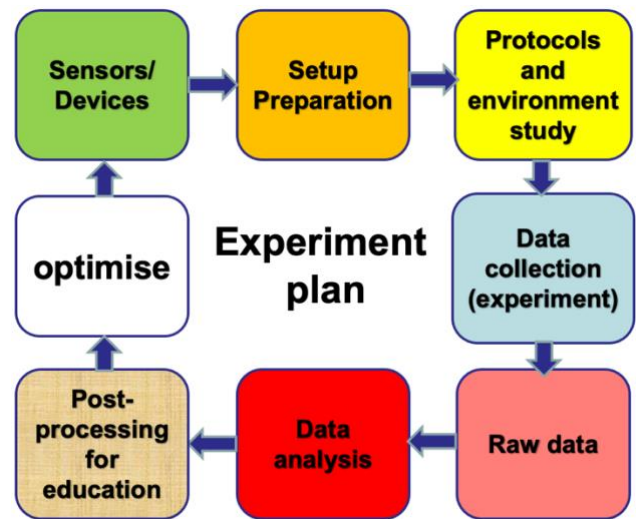 Sensors/
Devices
Setup
Preparation
Protocols
and
environment
study
optimise
Experiment
plan
Data
collection
(experiment)
Post-
processing
for
education
Data
analysis
Raw data